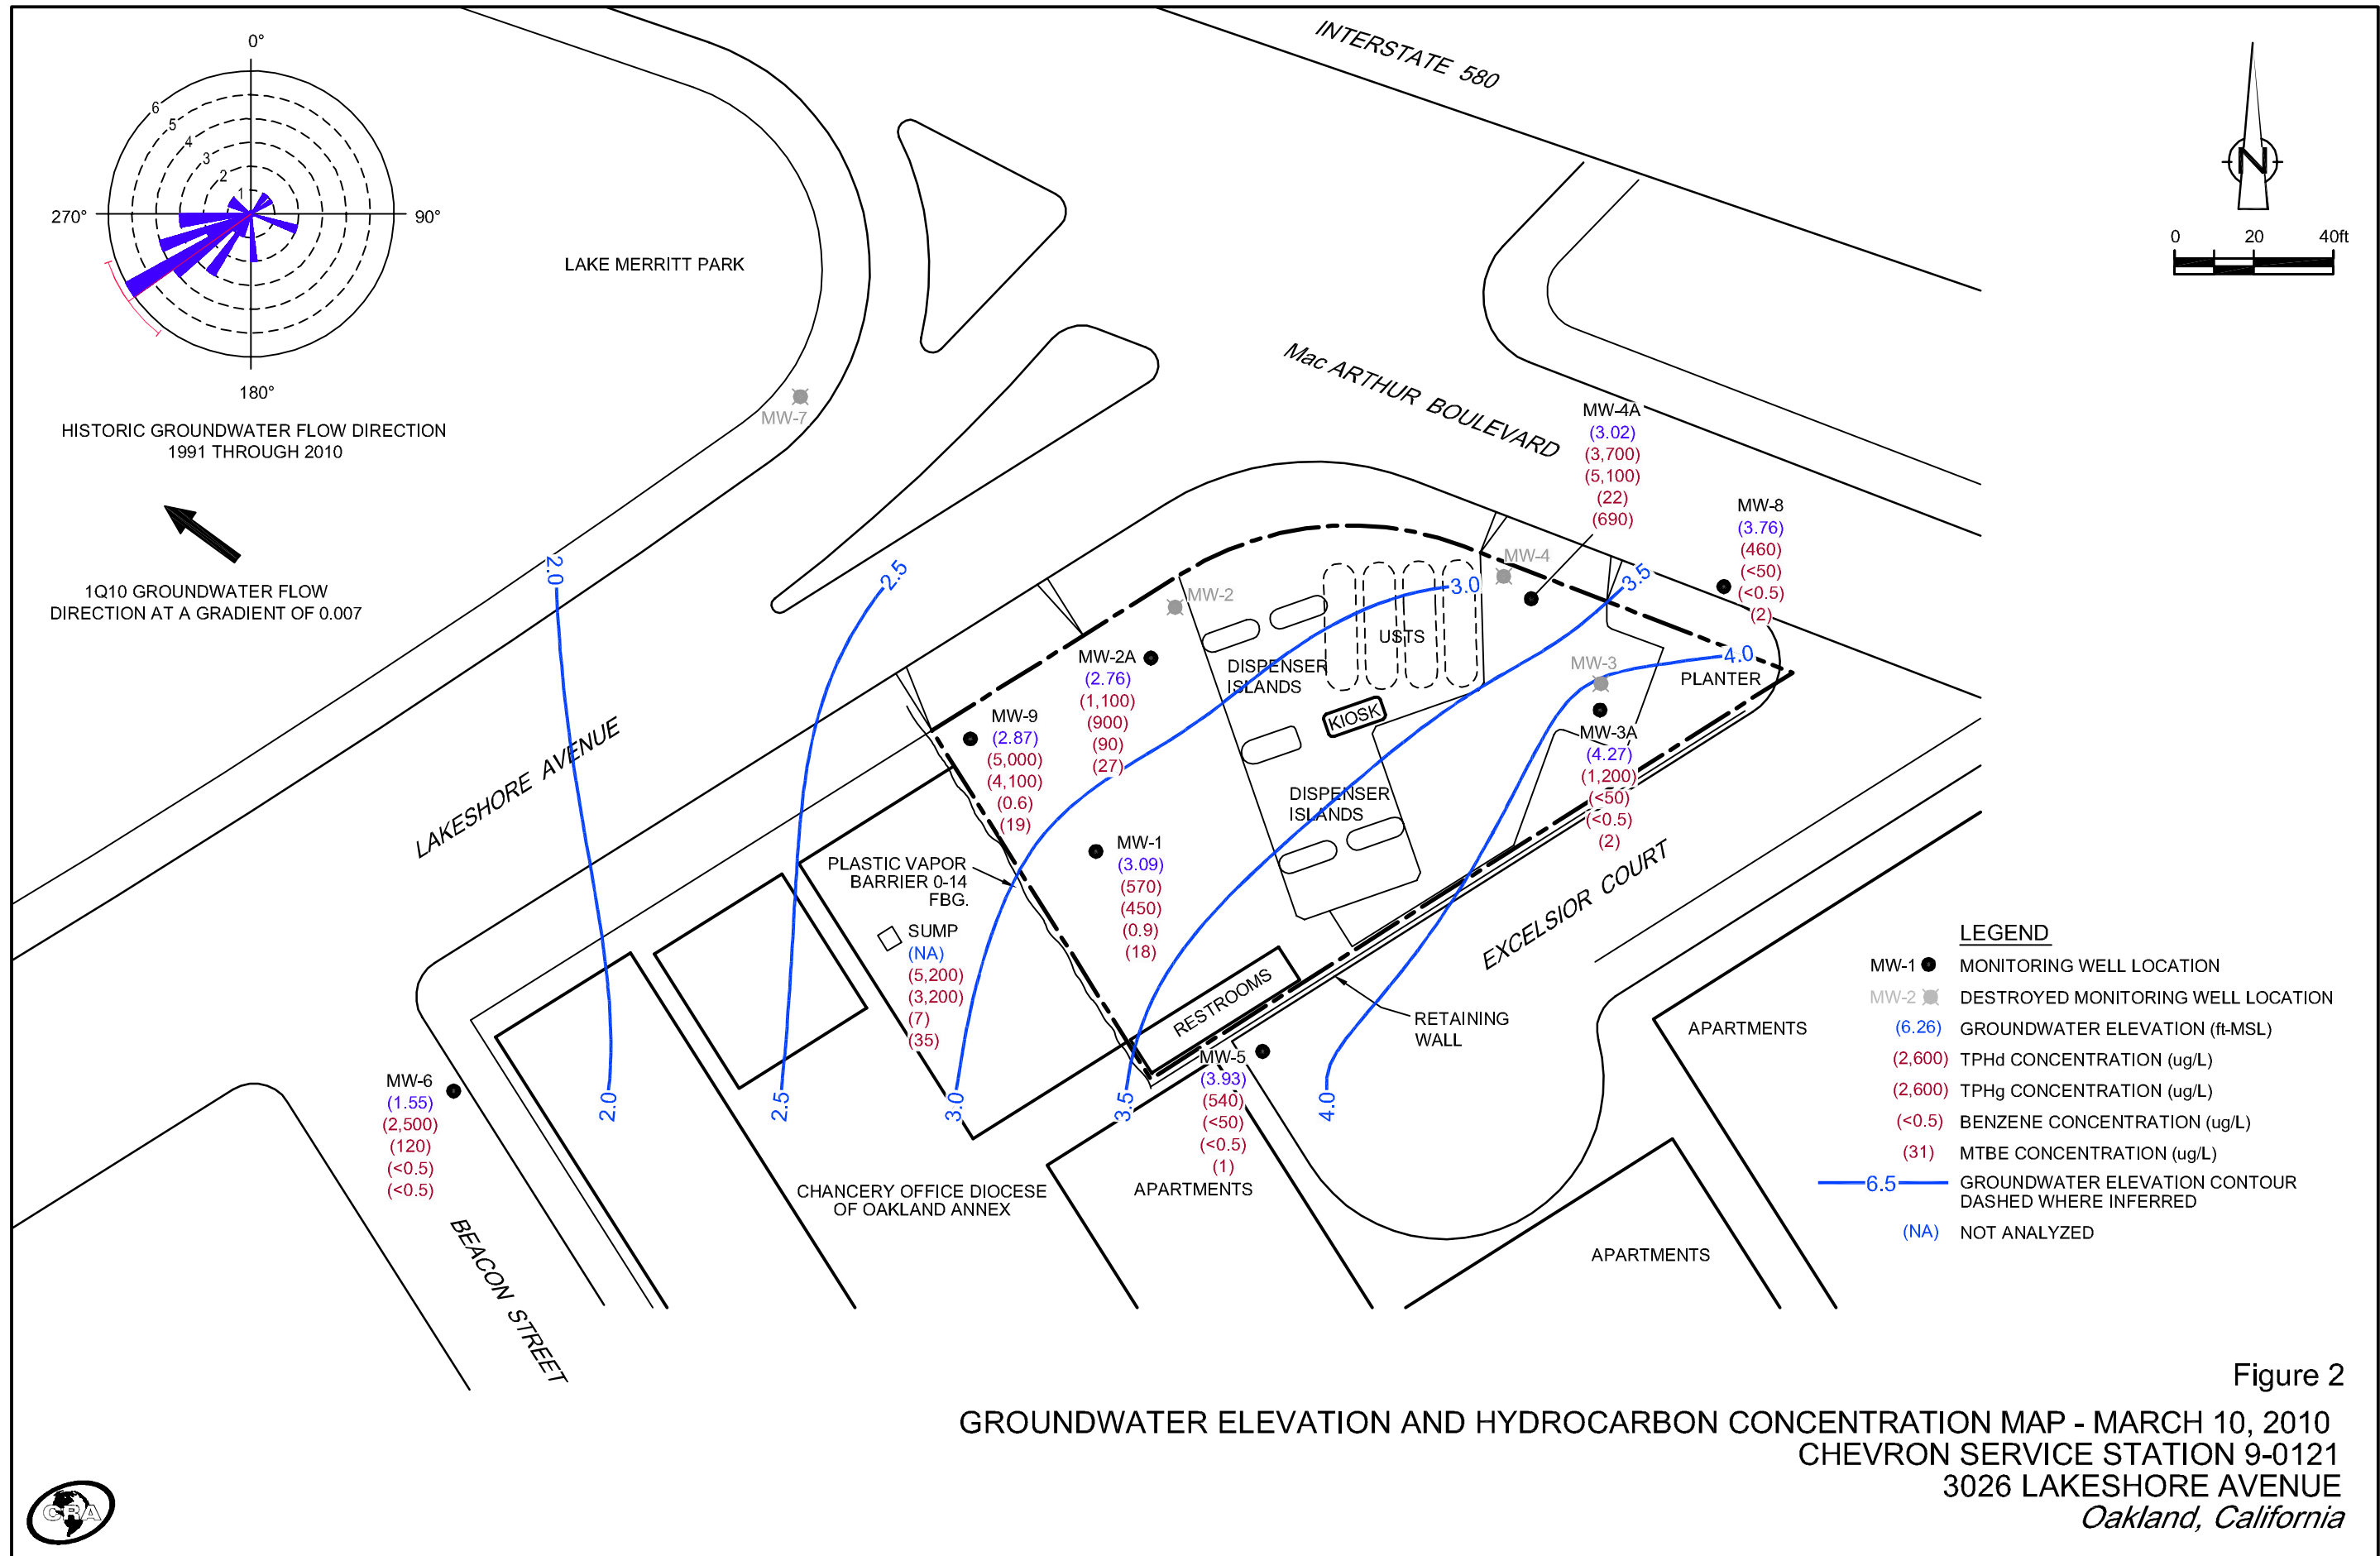 0°
6
5
4
3
2
1
270°
90°
180°
HISTORIC GROUNDWATER FLOW DIRECTION
1991 THROUGH 2010
1Q10 GROUNDWATER FLOW
DIRECTION AT A GRADIENT OF 0.007
LAKE MERRITT PARK
INTERSTATE 580
N
0 20 40ft
Mac ARTHUR BOULEVARD
MW-7
MW-4A
(3.02)
(3,700)
(5,100)
(22)
(690)
MW-8
(3.76)
(460)
(<50)
(<0.5)
(2)
MW-4
2.0
2.5
3.0
3.5
4.0
MW-2
USTS
DISPENSER
ISLANDS
MW-3
PLANTER
MW-2A
(2.76)
(1,100)
(900)
(90)
(27)
KIOSK
MW-9
(2.87)
(5,000)
(4,100)
(0.6)
(19)
MW-3A
(4.27)
(1,200)
(<50)
(<0.5)
(2)
LAKESHORE AVENUE
DISPENSER
ISLANDS
MW-1
(3.09)
(570)
(450)
(0.9)
(18)
PLASTIC VAPOR
BARRIER 0-14
FBG.
SUMP
(NA)
(5,200)
(3,200)
(7)
(35)
EXCELSIOR COURT
RESTROOMS
RETAINING
WALL
MW-5
(3.93)
(540)
(<50)
(<0.5)
(1)
APARTMENTS
MW-6
(1.55)
(2,500)
(120)
(<0.5)
(<0.5)
2.0
2.5
3.0
3.5
4.0
CHANCERY OFFICE DIOCESE
OF OAKLAND ANNEX
APARTMENTS
APARTMENTS
BEACON STREET
LEGEND
MW-1 MONITORING WELL LOCATION
MW-2 DESTROYED MONITORING WELL LOCATION
(6.26) GROUNDWATER ELEVATION (ft-MSL)
(2,600) TPHd CONCENTRATION (ug/L)
(2,600) TPHg CONCENTRATION (ug/L)
(<0.5) BENZENE CONCENTRATION (ug/L)
(31) MTBE CONCENTRATION (ug/L)
6.5 GROUNDWATER ELEVATION CONTOUR
DASHED WHERE INFERRED
(NA) NOT ANALYZED
Figure 2
GROUNDWATER ELEVATION AND HYDROCARBON CONCENTRATION MAP - MARCH 10, 2010
CHEVRON SERVICE STATION 9-0121
3026 LAKESHORE AVENUE
Oakland, California
CRA